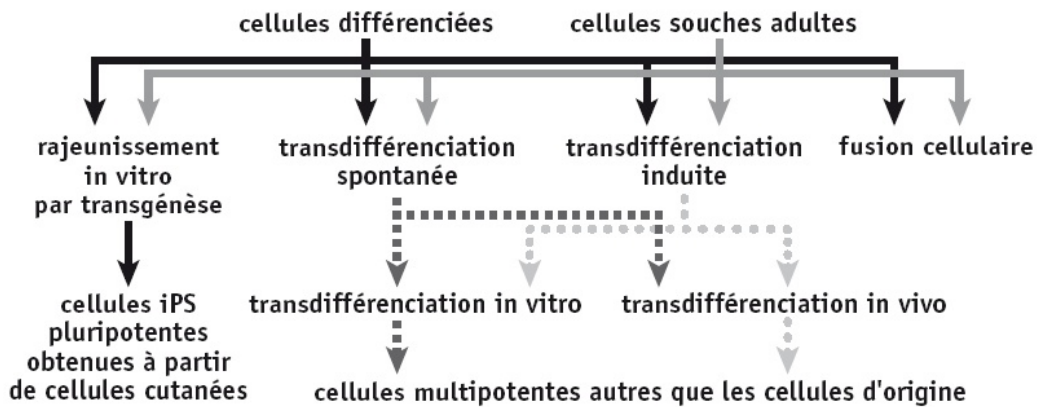 cellules différenciées
cellules souches adultes
rajeunissement
in vitro
par transgénèse
transdifférenciation
spontanée
transdifférenciation
induite
fusion cellulaire
cellules iPS
pluripotentes
obtenues à partir
de cellules cutanées
transdifférenciation in vitro
transdifférenciation in vivo
cellules multipotentes autres que les cellules d'origine